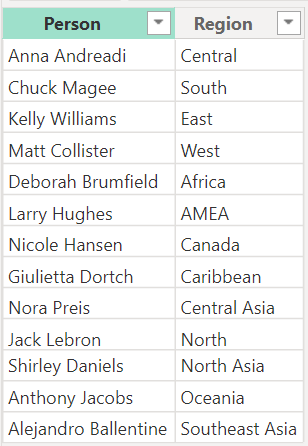 Person Region
Anna Andreadi Central
Chuck Magee South
Kelly Williams East
Matt Collister West
Deborah Brumfield Africa
Larry Hughes AMEA
Nicole Hansen Canada
Giulietta Dortch Caribbean
Nora Preis Central Asia
Jack Lebron North
Shirley Daniels North Asia
Anthony Jacobs Oceania
Alejandro Ballentine Southeast Asia